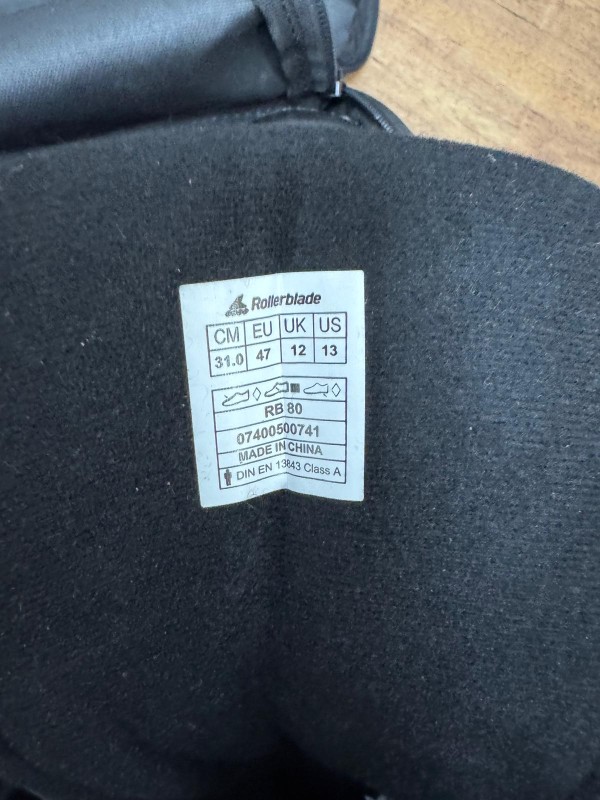 Rollerblade
CM EU UK US
31.0 47 12 13
RB 80
07400500741
MADE IN CHINA
DIN EN 13843 Class A